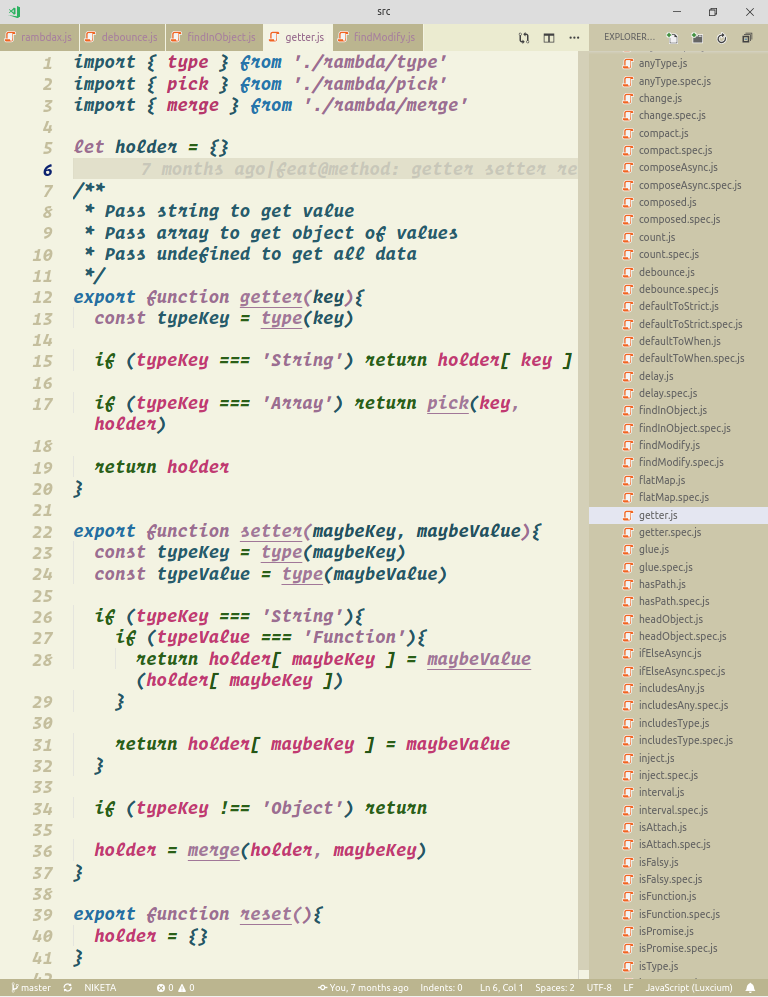 src
rambdax.js debounce.js findInObject.js getter.js findModify.js
1 import { type } from './rambda/type'
2 import { pick } from './rambda/pick'
3 import { merge } from './rambda/merge'
4
5 let holder = {}
6 7 months ago|feat@method: getter setter re
7 /**
8 * Pass string to get value
9 * Pass array to get object of values
10 * Pass undefined to get all data
11 */
12 export function getter(key){
13 const typeKey = type(key)
14
15 if (typeKey === 'String') return holder[ key ]
16
17 if (typeKey === 'Array') return pick(key,
holder)
18
19 return holder
20 }
21
22 export function setter(maybeKey, maybeValue){
23 const typeKey = type(maybeKey)
24 const typeValue = type(maybeValue)
25
26 if (typeKey === 'String'){
27 if (typeValue === 'Function'){
28 return holder[ maybeKey ] = maybeValue
(holder[ maybeKey ])
29 }
30
31 return holder[ maybeKey ] = maybeValue
32 }
33
34 if (typeKey !== 'Object') return
35
36 holder = merge(holder, maybeKey)
37 }
38
39 export function reset(){
40 holder = {}
41 }
42
EXPLORER...
anyType.js
anyType.spec.js
change.js
change.spec.js
compact.js
compact.spec.js
composeAsync.js
composeAsync.spec.js
composed.js
composed.spec.js
count.js
count.spec.js
debounce.js
debounce.spec.js
defaultToStrict.js
defaultToStrict.spec.js
defaultToWhen.js
defaultToWhen.spec.js
delay.js
delay.spec.js
findInObject.js
findInObject.spec.js
findModify.js
findModify.spec.js
flatMap.js
flatMap.spec.js
getter.js
getter.spec.js
glue.js
glue.spec.js
hasPath.js
hasPath.spec.js
headObject.js
headObject.spec.js
ifElseAsync.js
ifElseAsync.spec.js
includesAny.js
includesAny.spec.js
includesType.js
includesType.spec.js
inject.js
inject.spec.js
interval.js
interval.spec.js
isAttach.js
isAttach.spec.js
isFalsy.js
isFalsy.spec.js
isFunction.js
isFunction.spec.js
isPromise.js
isPromise.spec.js
isType.js
master NIKETA 0 0 You, 7 months ago Indents: 0 Ln 6, Col 1 Spaces: 2 UTF-8 LF JavaScript (Luxcium)